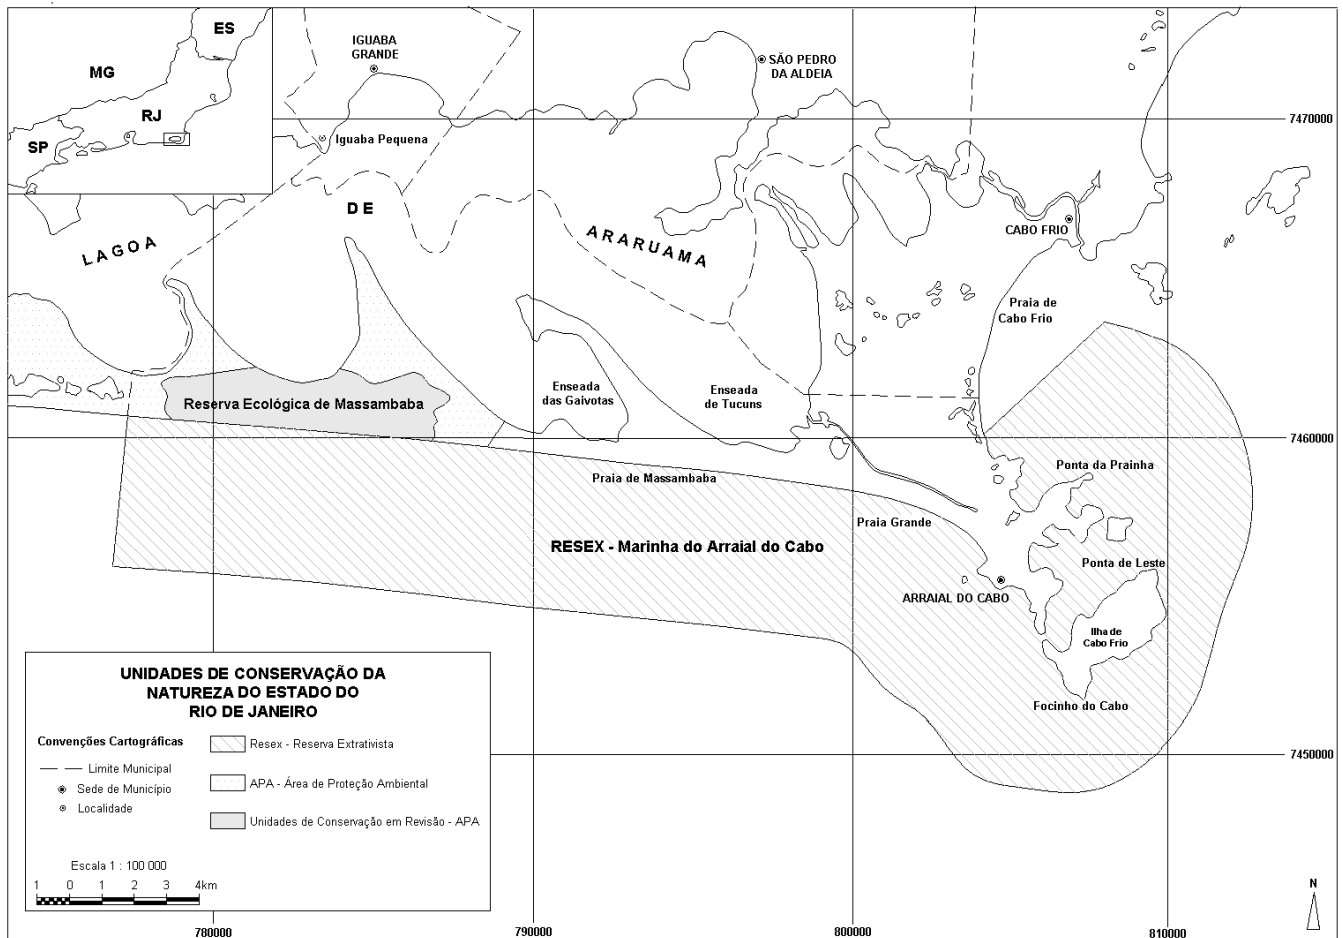 ES
MG
RJ
SP
IGUABA
GRANDE
SÃO PEDRO
DA ALDEIA
7470000
Iguaba Pequena
LAGOA
DE
ARARUAMA
CABO FRIO
Praia de
Cabo Frio
Reserva Ecológica de Massambaba
Enseada
das Gaivotas
Enseada
de Tucuns
7460000
Ponta da Prainha
Praia de Massambaba
Praia Grande
RESEX - Marinha do Arraial do Cabo
Ponta de Leste
ARRAIAL DO CABO
Ilha de
Cabo Frio
Focinho do Cabo
7450000
UNIDADES DE CONSERVAÇÃO DA
NATUREZA DO ESTADO DO
RIO DE JANEIRO
Convenções Cartográficas
Limite Municipal
Sede de Município
Localidade
Resex - Reserva Extrativista
APA - Área de Proteção Ambiental
Unidades de Conservação em Revisão - APA
Escala 1 : 100 000
1 0 1 2 3 4km
N
780000 790000 800000 810000